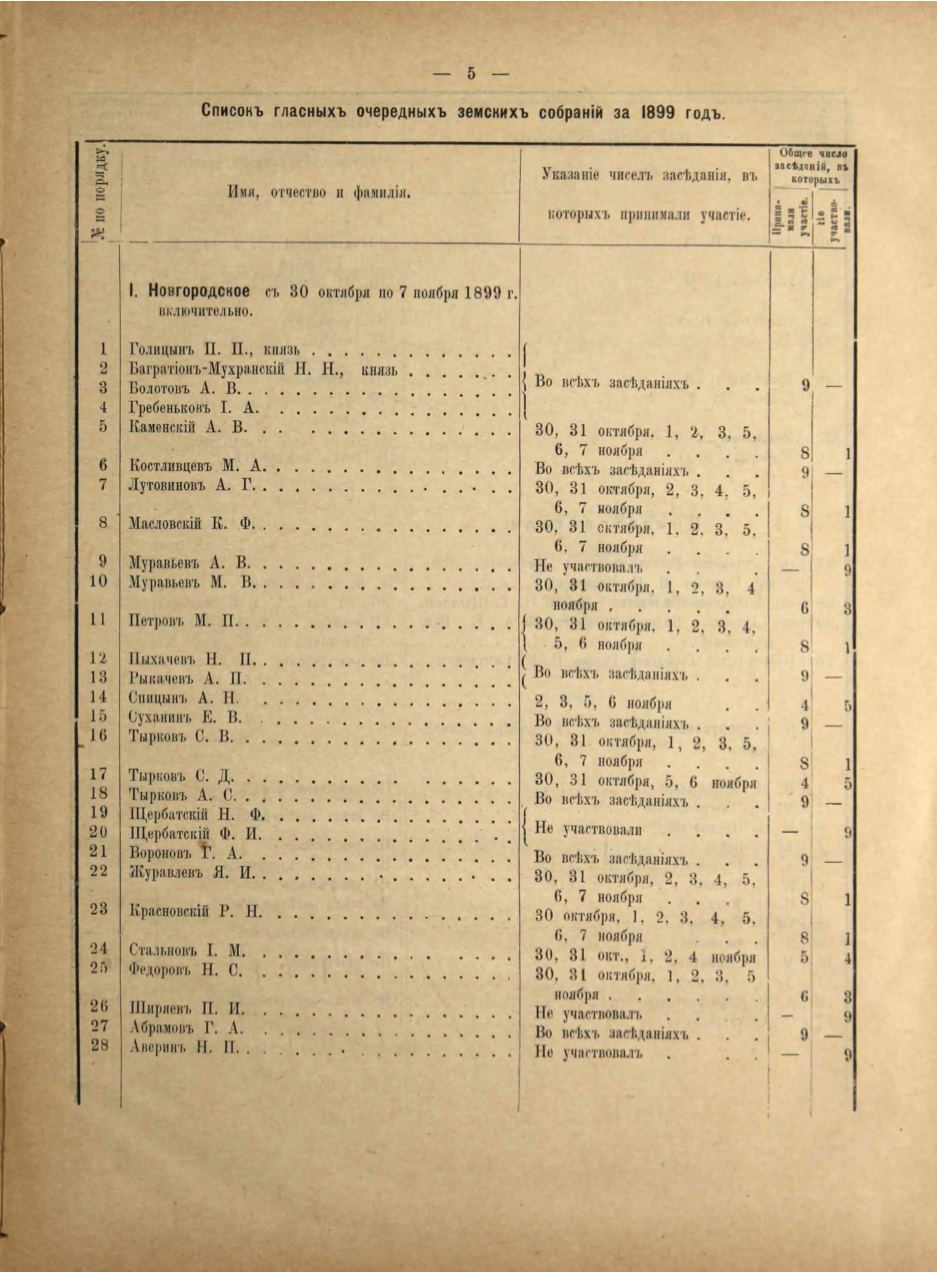 — 5 —
Списокъ гласныхъ очередныхъ земскихъ собраній за 1899 годъ.
№ по порядку.
Имя, отчество и фамилія.
Указаніе чиселъ засѣданія, въ
которыхъ принимали участіе.
Общее число
засѣданій, въ
которыхъ
Прини-
мали
участіе.
Не
участво-
вали.
I. Новгородское съ 30 октября по 7 ноября 1899 г.
включительно.
1 Голицынъ П. П., князь
2 Багратіонъ-Мухранскій Н. Н., князь
3 Болотовъ А. В. Во всѣхъ засѣданіяхъ . . . 9 —
4 Гребеньковъ І. А.
5 Каменскій А. В. 30, 31 октября, 1, 2, 3, 5,
6, 7 ноября . . . . 8 1
6 Костливцевъ М. А. Во всѣхъ засѣданіяхъ . . . 9 —
7 Лутовиновъ А. Г. 30, 31 октября, 2, 3, 4, 5,
6, 7 ноября . . . . 8 1
8 Масловскій К. Ф. 30, 31 октября, 1, 2, 3, 5,
6, 7 ноября . . . . 8 1
9 Муравьевъ А. В. Не участвовалъ . . . — 9
10 Муравьевъ М. В. 30, 31 октября, 1, 2, 3, 4
ноября . . . . . . 6 3
11 Петровъ М. П. 30, 31 октября, 1, 2, 3, 4,
5, 6 ноября . . . . 8 1
12 Пыхачевъ Н. П.
13 Рыкачевъ А. П. Во всѣхъ засѣданіяхъ . . . 9 —
14 Спицынъ А. Н. 2, 3, 5, 6 ноября . . 4 5
15 Суханинъ Е. В. Во всѣхъ засѣданіяхъ . . . 9 —
16 Тырковъ С. В. 30, 31 октября, 1, 2, 3, 5,
6, 7 ноября . . . . 8 1
17 Тырковъ С. Д. 30, 31 октября, 5, 6 ноября 4 5
18 Тырковъ А. С. Во всѣхъ засѣданіяхъ . . . 9 —
19 Щербатскій Н. Ф.
20 Щербатскій Ф. И. Не участвовали . . . . — 9
21 Вороновъ Г. А. Во всѣхъ засѣданіяхъ . . . 9 —
22 Журавлевъ Я. И. 30, 31 октября, 2, 3, 4, 5,
6, 7 ноября . . . . 8 1
23 Красновскій Р. Н. 30 октября, 1, 2, 3, 4, 5,
6, 7 ноября . . . 8 1
24 Стальновъ І. М. 30, 31 окт., 1, 2, 4 ноября 5 4
25 Федоровъ Н. С. 30, 31 октября, 1, 2, 3, 5
ноября . . . . . . 6 3
26 Ширяевъ П. И. Не участвовалъ . . . . — 9
27 Абрамовъ Г. А. Во всѣхъ засѣданіяхъ . . . 9 —
28 Аверинъ Н. П. Не участвовалъ . . . — 9